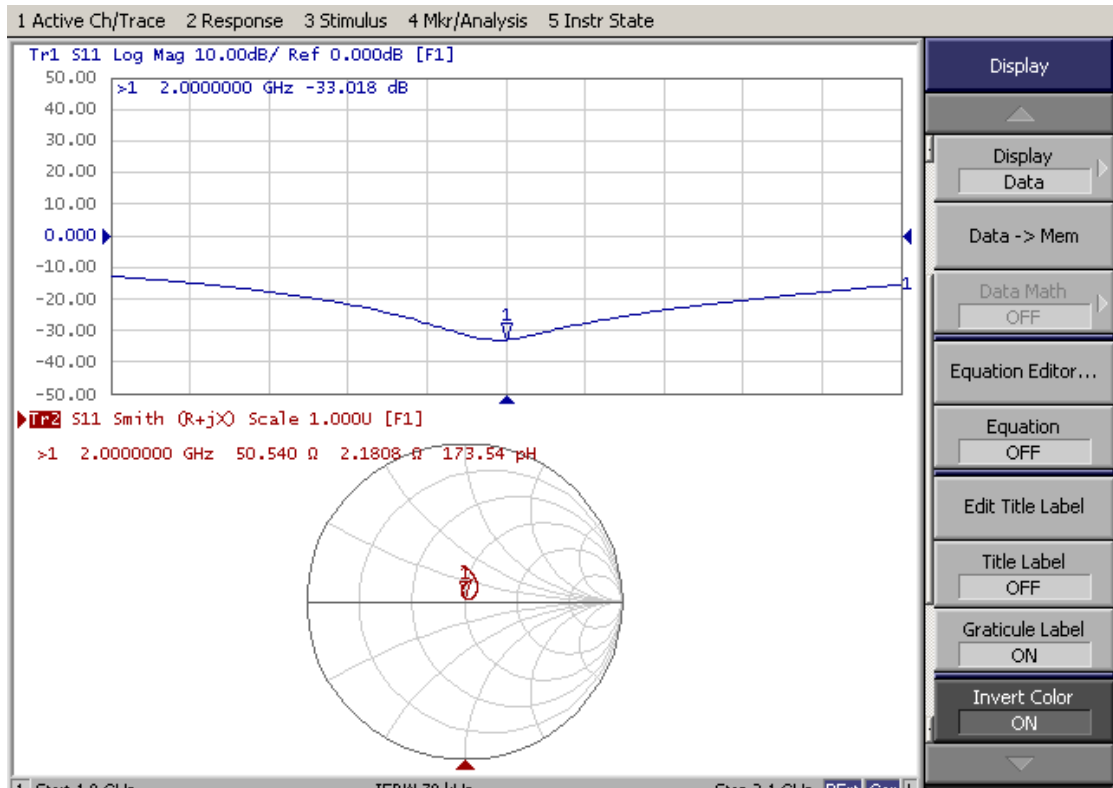 1 Active Ch/Trace 2 Response 3 Stimulus 4 Mkr/Analysis 5 Instr State
Tr1 S11 Log Mag 10.00dB/ Ref 0.000dB [F1]
50.00
>1 2.0000000 GHz -33.018 dB
40.00
30.00
20.00
10.00
0.000
-10.00
-20.00
1
1
-30.00
-40.00
-50.00
Tr2 S11 Smith (R+jX) Scale 1.000U [F1]
>1 2.0000000 GHz 50.540 Ω 2.1808 Ω 173.54 pH
1
Display
Display
Data
Data -> Mem
Data Math
OFF
Equation Editor...
Equation
OFF
Edit Title Label
Title Label
OFF
Graticule Label
ON
Invert Color
ON